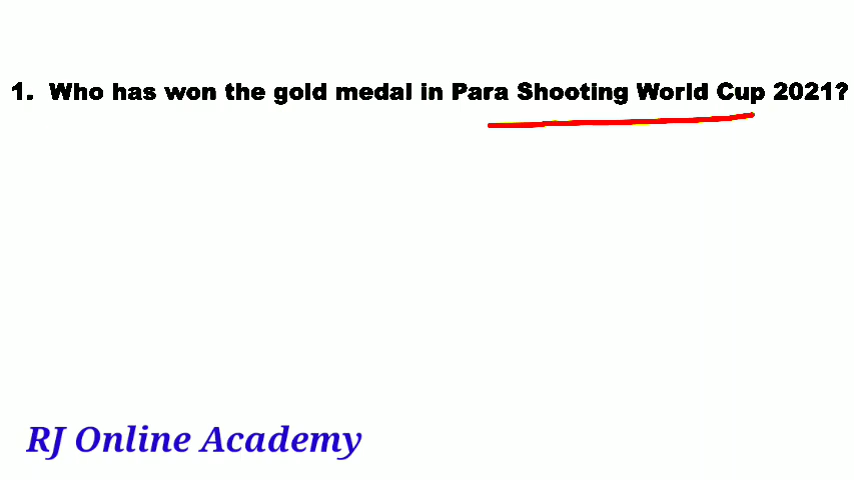 1. Who has won the gold medal in Para Shooting World Cup 2021?
RJ Online Academy